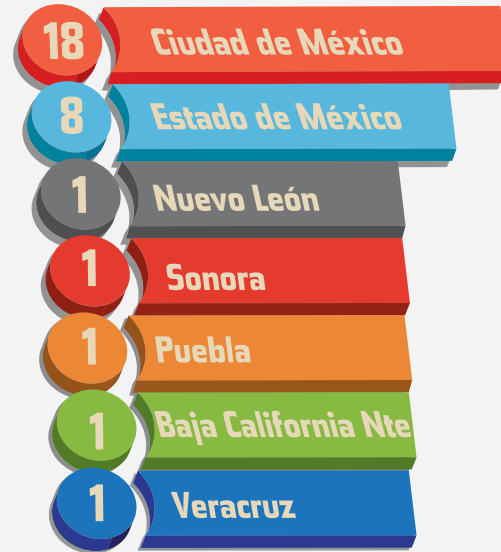 18 Ciudad de México
8 Estado de México
1 Nuevo León
1 Sonora
1 Puebla
1 Baja California Nte
1 Veracruz